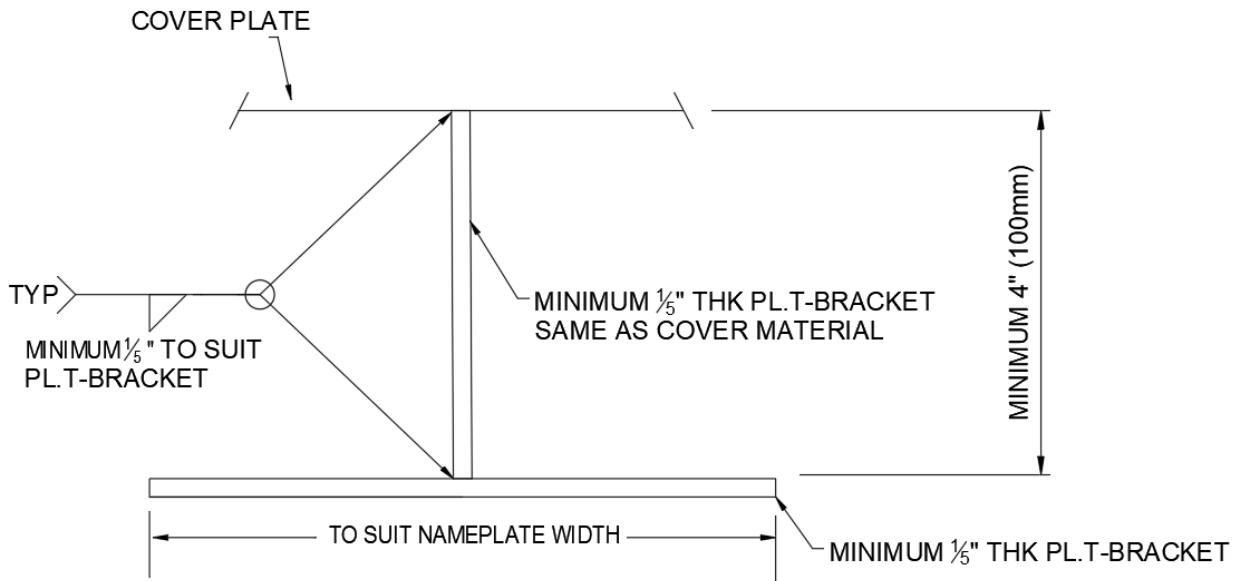 COVER PLATE
MINIMUM 4" (100mm)
TYP
MINIMUM ⅕" THK PL.T-BRACKET
SAME AS COVER MATERIAL
MINIMUM ⅕" TO SUIT
PL.T-BRACKET
TO SUIT NAMEPLATE WIDTH
MINIMUM ⅕" THK PL.T-BRACKET